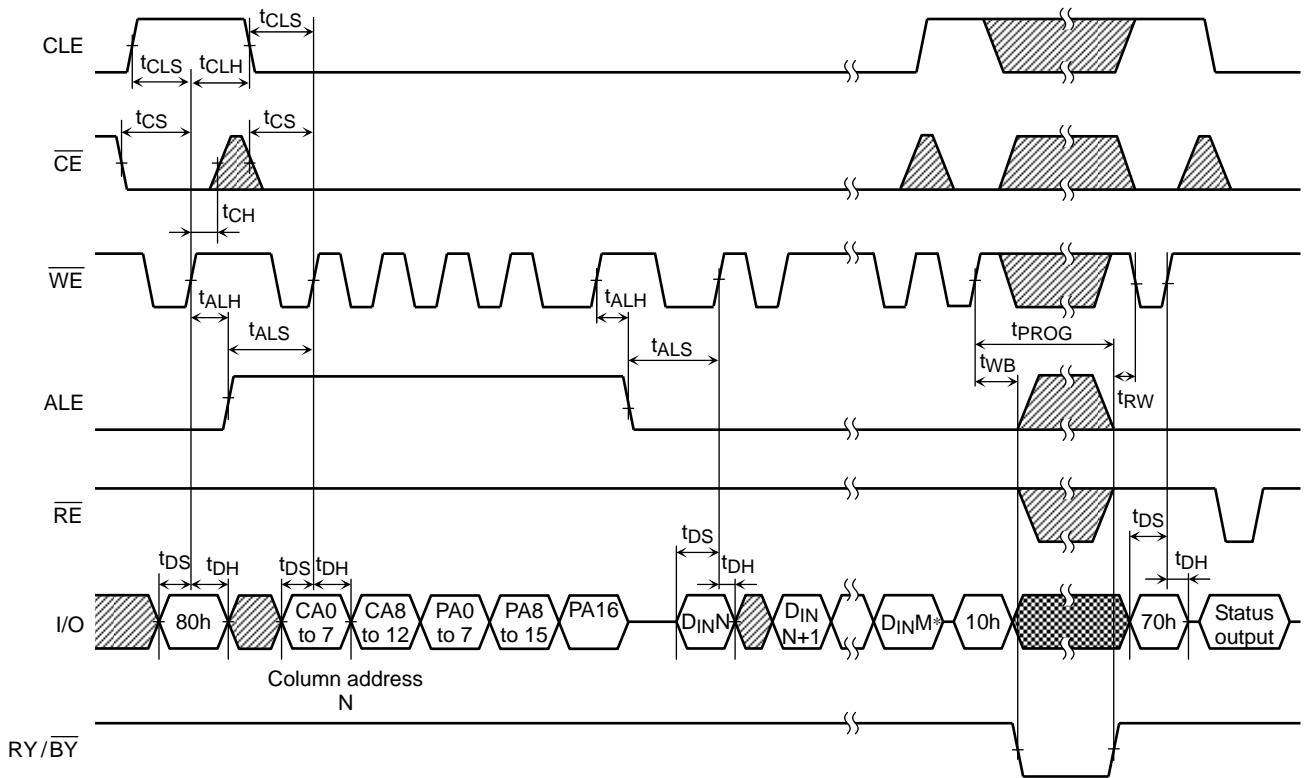 CLE
tCLS
tCLS
tCLH
CE
tCS
tCS
tCH
WE
tALH
tALS
tALH
tALS
tPROG
tWB
tRW
ALE
RE
tDS
tDH
tDS
tDH
tDS
tDH
tDS
tDH
I/O
80h
CA0
to 7
CA8
to 12
PA0
to 7
PA8
to 15
PA16
DINN
DIN
N+1
DINM*
10h
70h
Status
output
Column address
N
RY/BY